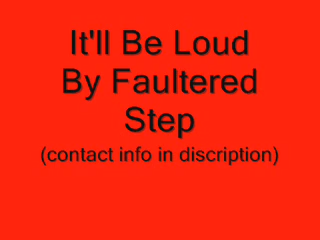 It'll Be Loud
By Faultered
Step
(contact info in discription)